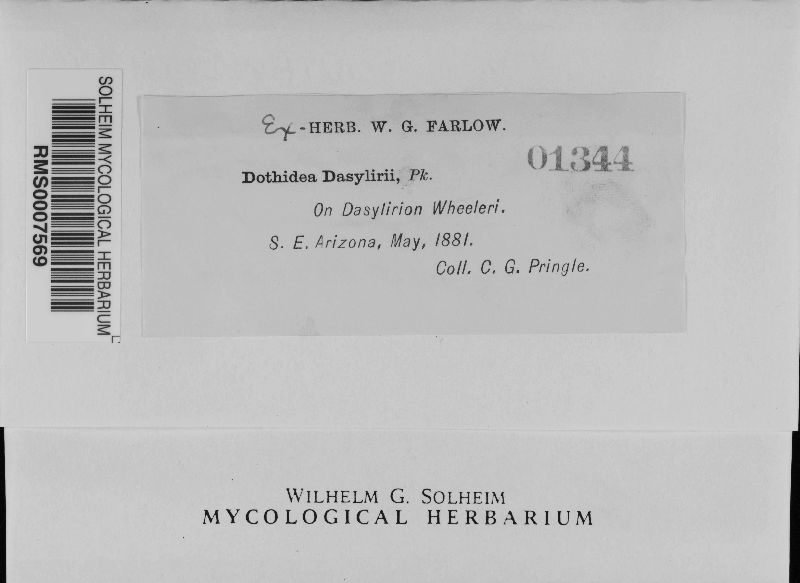 SOLHEIM MYCOLOGICAL HERBARIUM
RMS0007569
Ex-HERB. W. G. FARLOW.
01344
Dothidea Dasylirii, Pk.
On Dasylirion Wheeleri.
S. E. Arizona, May, 1881.
Coll. C. G. Pringle.
WILHELM G. SOLHEIM
MYCOLOGICAL HERBARIUM